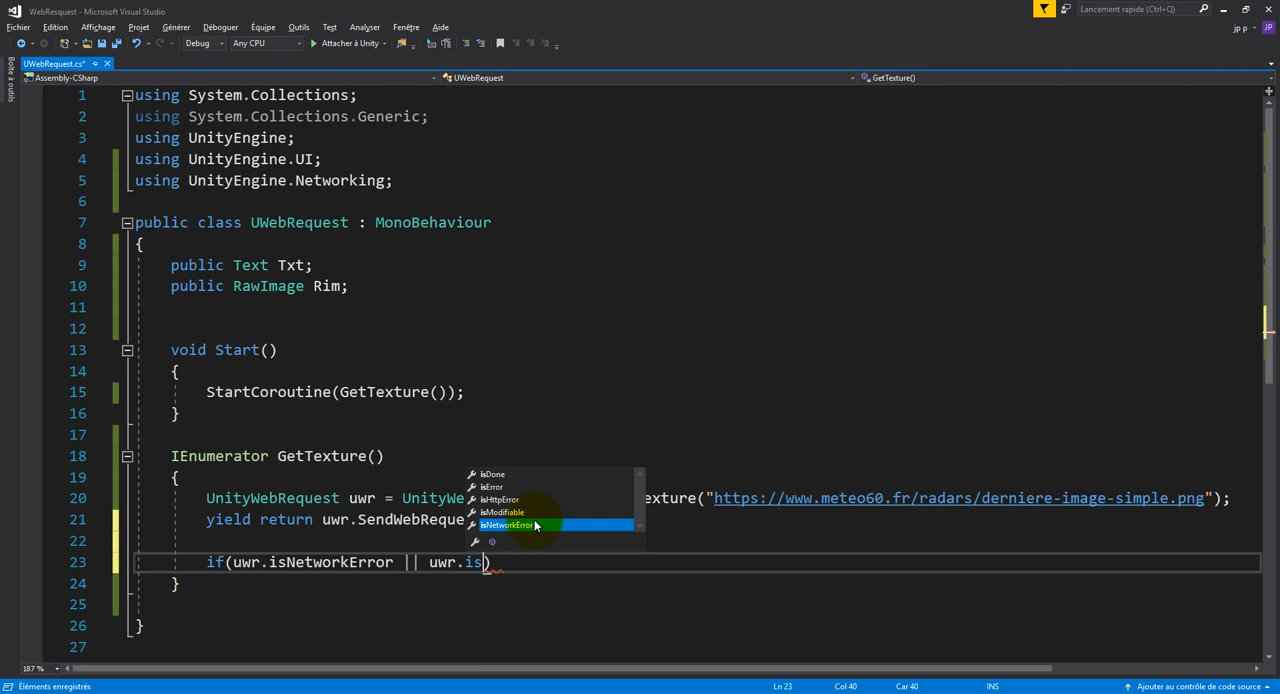 WebResquest - Microsoft Visual Studio
Lancement rapide (Ctrl+Q)
Fichier Edition Affichage Projet Générer Déboguer Équipe Outils Test Analyser Fenêtre Aide
jp p JP
Debug Any CPU Attacher à Unity
Boîte à outils
UWebRequest.cs*
Assembly-CSharp UWebRequest GetTexture()
1 using System.Collections;
2 using System.Collections.Generic;
3 using UnityEngine;
4 using UnityEngine.UI;
5 using UnityEngine.Networking;
6
7 public class UWebRequest : MonoBehaviour
8 {
9 public Text Txt;
10 public RawImage Rim;
11
12
13 void Start()
14 {
15 StartCoroutine(GetTexture());
16 }
17
18 IEnumerator GetTexture()
19 {
20 UnityWebRequest uwr = UnityWe exture("https://www.meteo60.fr/radars/derniere-image-simple.png");
21 yield return uwr.SendWebReque
22
23 if(uwr.isNetworkError || uwr.is)
24 }
25
26 }
27
isDone
isError
isHttpError
isModifiable
isNetworkError
187 %
Éléments enregistrés Ln 23 Col 40 Car 40 INS Ajouter au contrôle de code source